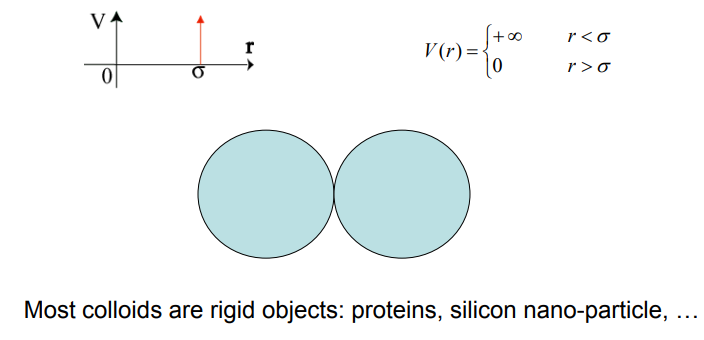 V
r
0
σ
V(r) = { +∞ r < σ
0 r > σ
Most colloids are rigid objects: proteins, silicon nano-particle, …